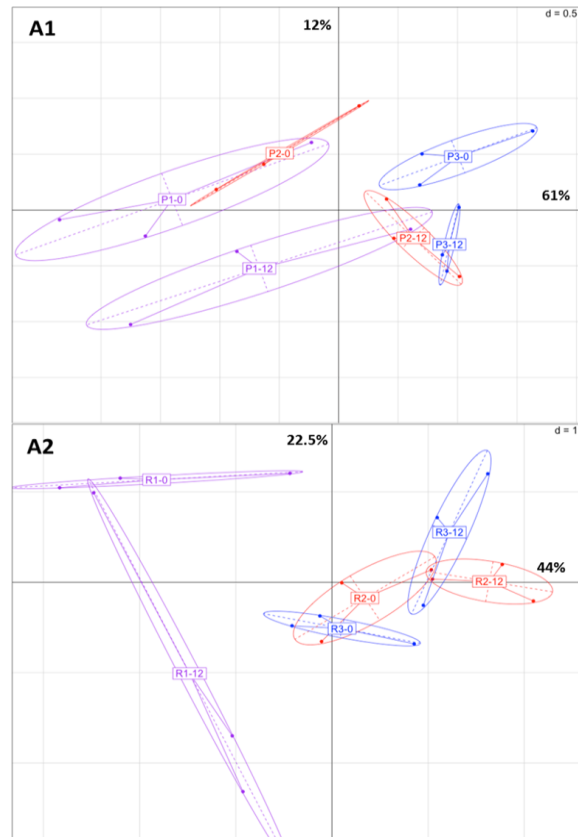 A1
12%
d = 0.5
P2-0
P3-0
P1-0
61%
P2-12
P3-12
P1-12
A2
22.5%
d = 1
R1-0
R3-12
44%
R2-12
R2-0
R3-0
R1-12